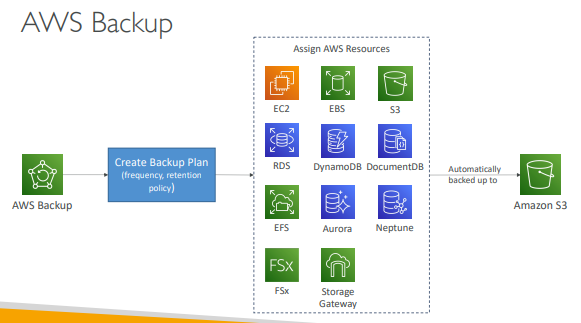 AWS Backup
Assign AWS Resources
EC2
EBS
S3
Create Backup Plan
(frequency, retention
policy)
RDS
DynamoDB
DocumentDB
Automatically
backed up to
AWS Backup
Amazon S3
EFS
Aurora
Neptune
FSx
FSx
Storage
Gateway